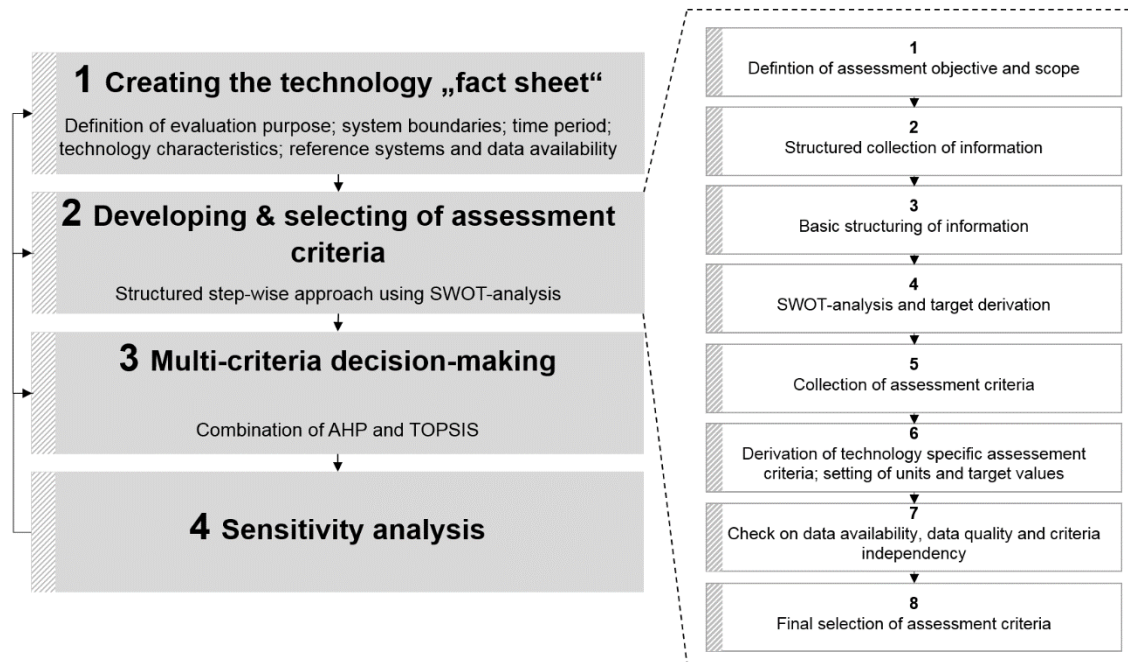 1 Creating the technology „fact sheet“
Definition of evaluation purpose; system boundaries; time period;
technology characteristics; reference systems and data availability
2 Developing & selecting of assessment
criteria
Structured step-wise approach using SWOT-analysis
3 Multi-criteria decision-making
Combination of AHP and TOPSIS
4 Sensitivity analysis
1
Defintion of assessment objective and scope
2
Structured collection of information
3
Basic structuring of information
4
SWOT-analysis and target derivation
5
Collection of assessment criteria
6
Derivation of technology specific assessement
criteria; setting of units and target values
7
Check on data availability, data quality and criteria
independency
8
Final selection of assessment criteria